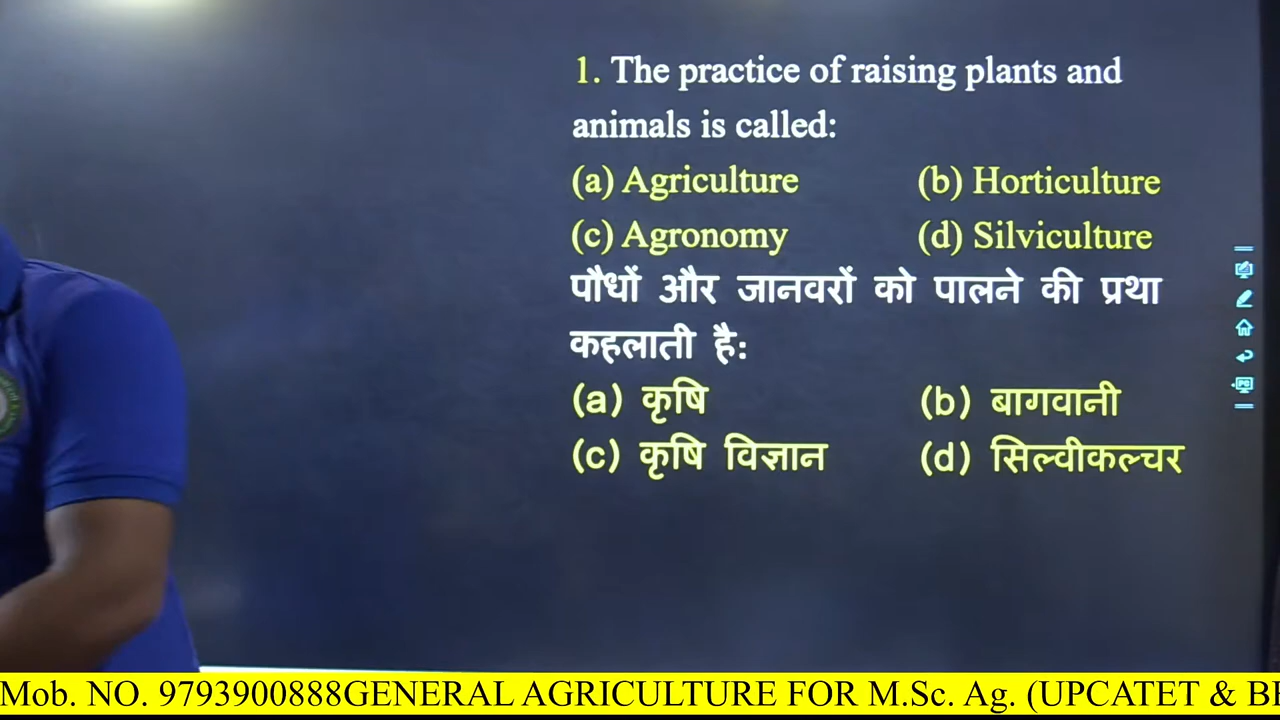 1. The practice of raising plants and
animals is called:
(a) Agriculture (b) Horticulture
(c) Agronomy (d) Silviculture
पौधों और जानवरों को पालने की प्रथा
कहलाती है:
(a) कृषि (b) बागवानी
(c) कृषि विज्ञान (d) सिल्वीकल्चर
Mob. NO. 9793900888GENERAL AGRICULTURE FOR M.Sc. Ag. (UPCATET &